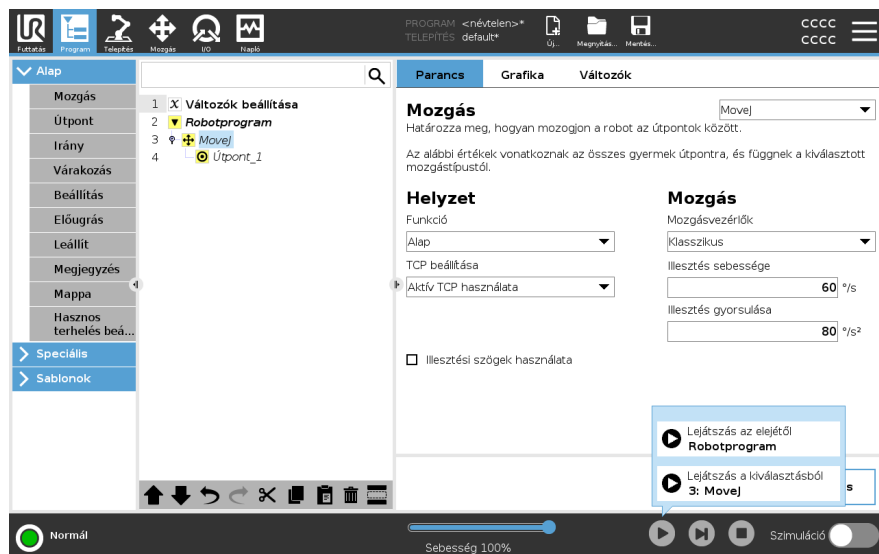 UR
Futtatás
Program
Telepítés
Mozgás
I/O
Napló
PROGRAM <névtelen>*
TELEPÍTÉS default*
Új...
Megnyitás...
Mentés...
CCCC
CCCC
Alap
Mozgás
Útpont
Irány
Várakozás
Beállítás
Előugrás
Leállít
Megjegyzés
Mappa
Hasznos
terhelés beá...
Speciális
Sablonok
1 X Változók beállítása
2 Robotprogram
3 MoveJ
4 Útpont_1
Parancs Grafika Változók
Mozgás
MoveJ
Határozza meg, hogyan mozogjon a robot az útpontok között.
Az alábbi értékek vonatkoznak az összes gyermek útpontra, és függnek a kiválasztott
mozgástípustól.
Helyzet
Funkció
Alap
TCP beállítása
Aktív TCP használata
Illesztési szögek használata
Mozgás
Mozgásvezérlők
Klasszikus
Illesztés sebessége
60 °/s
Illesztés gyorsulása
80 °/s²
Lejátszás az elejétől
Robotprogram
Lejátszás a kiválasztásból
3: MoveJ
s
Normál
Sebesség 100%
Szimuláció